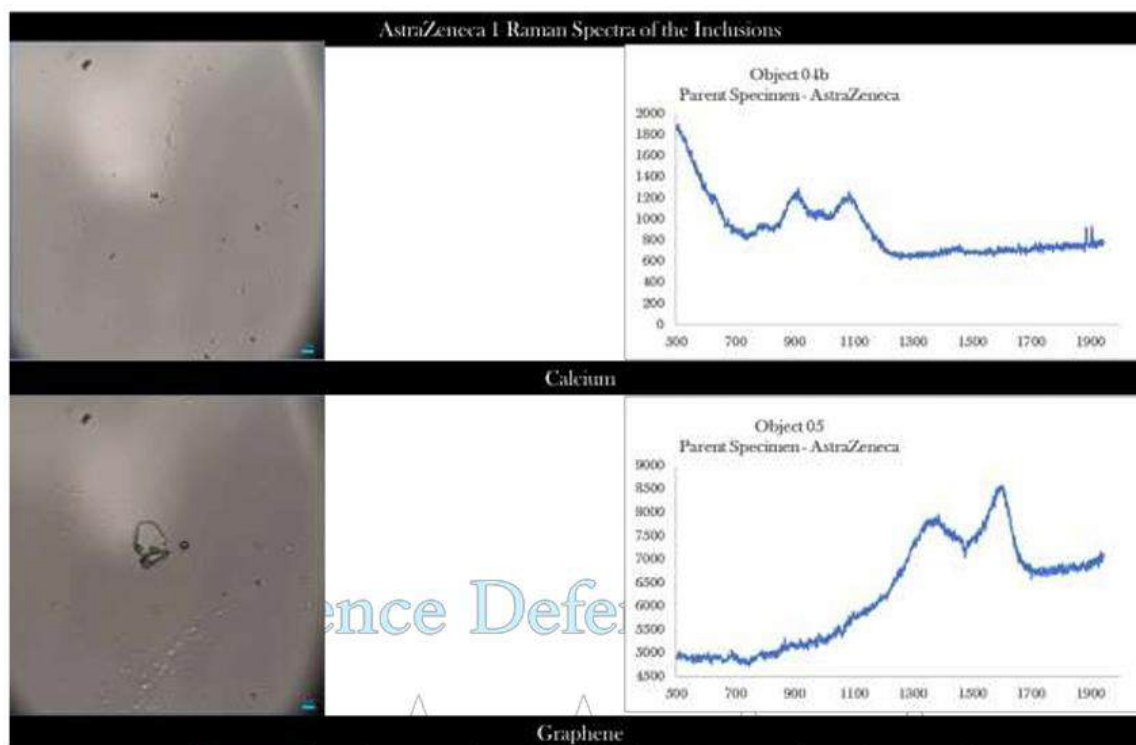 AstraZeneca 1 Raman Spectra of the Inclusions
Object 04b
Parent Specimen - AstraZeneca
2000
1800
1600
1400
1200
1000
800
600
400
200
0
500 700 900 1100 1300 1500 1700 1900
Calcium
Object 05
Parent Specimen - AstraZeneca
9000
8500
8000
7500
7000
6500
6000
5500
5000
4500
500 700 900 1100 1300 1500 1700 1900
ence Defe
Graphene